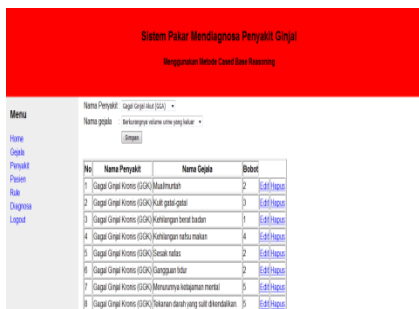 Sistem Pakar Mendiagnosa Penyakit Ginjal
Menggunakan Metode Cased Base Reasoning
Menu
Home
Gejala
Penyakit
Pasien
Rule
Diagnosa
Logout
Nama Penyakit : Gagal Ginjal Akut (GGA)
Nama gejala : Berkurangnya volume urine yang keluar
Simpan
No Nama Penyakit Nama Gejala Bobot
1 Gagal Ginjal Kronis (GGK) Mual/muntah 2 Edit Hapus
2 Gagal Ginjal Kronis (GGK) Kulit gatal-gatal 3 Edit Hapus
3 Gagal Ginjal Kronis (GGK) Kehilangan berat badan 1 Edit Hapus
4 Gagal Ginjal Kronis (GGK) Kehilangan nafsu makan 4 Edit Hapus
5 Gagal Ginjal Kronis (GGK) Sesak nafas 2 Edit Hapus
6 Gagal Ginjal Kronis (GGK) Gangguan tidur 2 Edit Hapus
7 Gagal Ginjal Kronis (GGK) Menurunnya ketajaman mental 5 Edit Hapus
8 Gagal Ginjal Kronis (GGK) Tekanan darah yang sulit dikendalikan 5 Edit Hapus